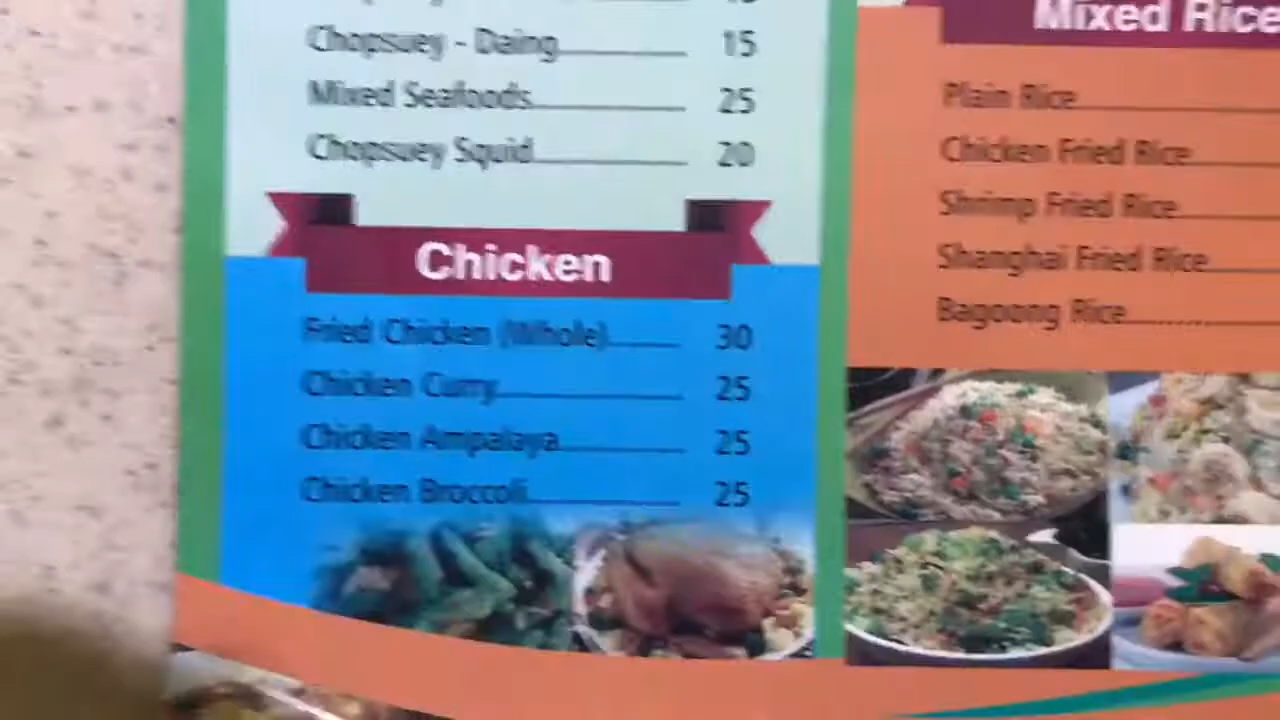 Chopsuey - Daing 15
Mixed Seafoods 25
Chopsuey Squid 20
Chicken
Fried Chicken (Whole) 30
Chicken Curry 25
Chicken Ampalaya 25
Chicken Broccoli 25
Mixed Rice
Plain Rice
Chicken Fried Rice
Shrimp Fried Rice
Shanghai Fried Rice
Bagoong Rice